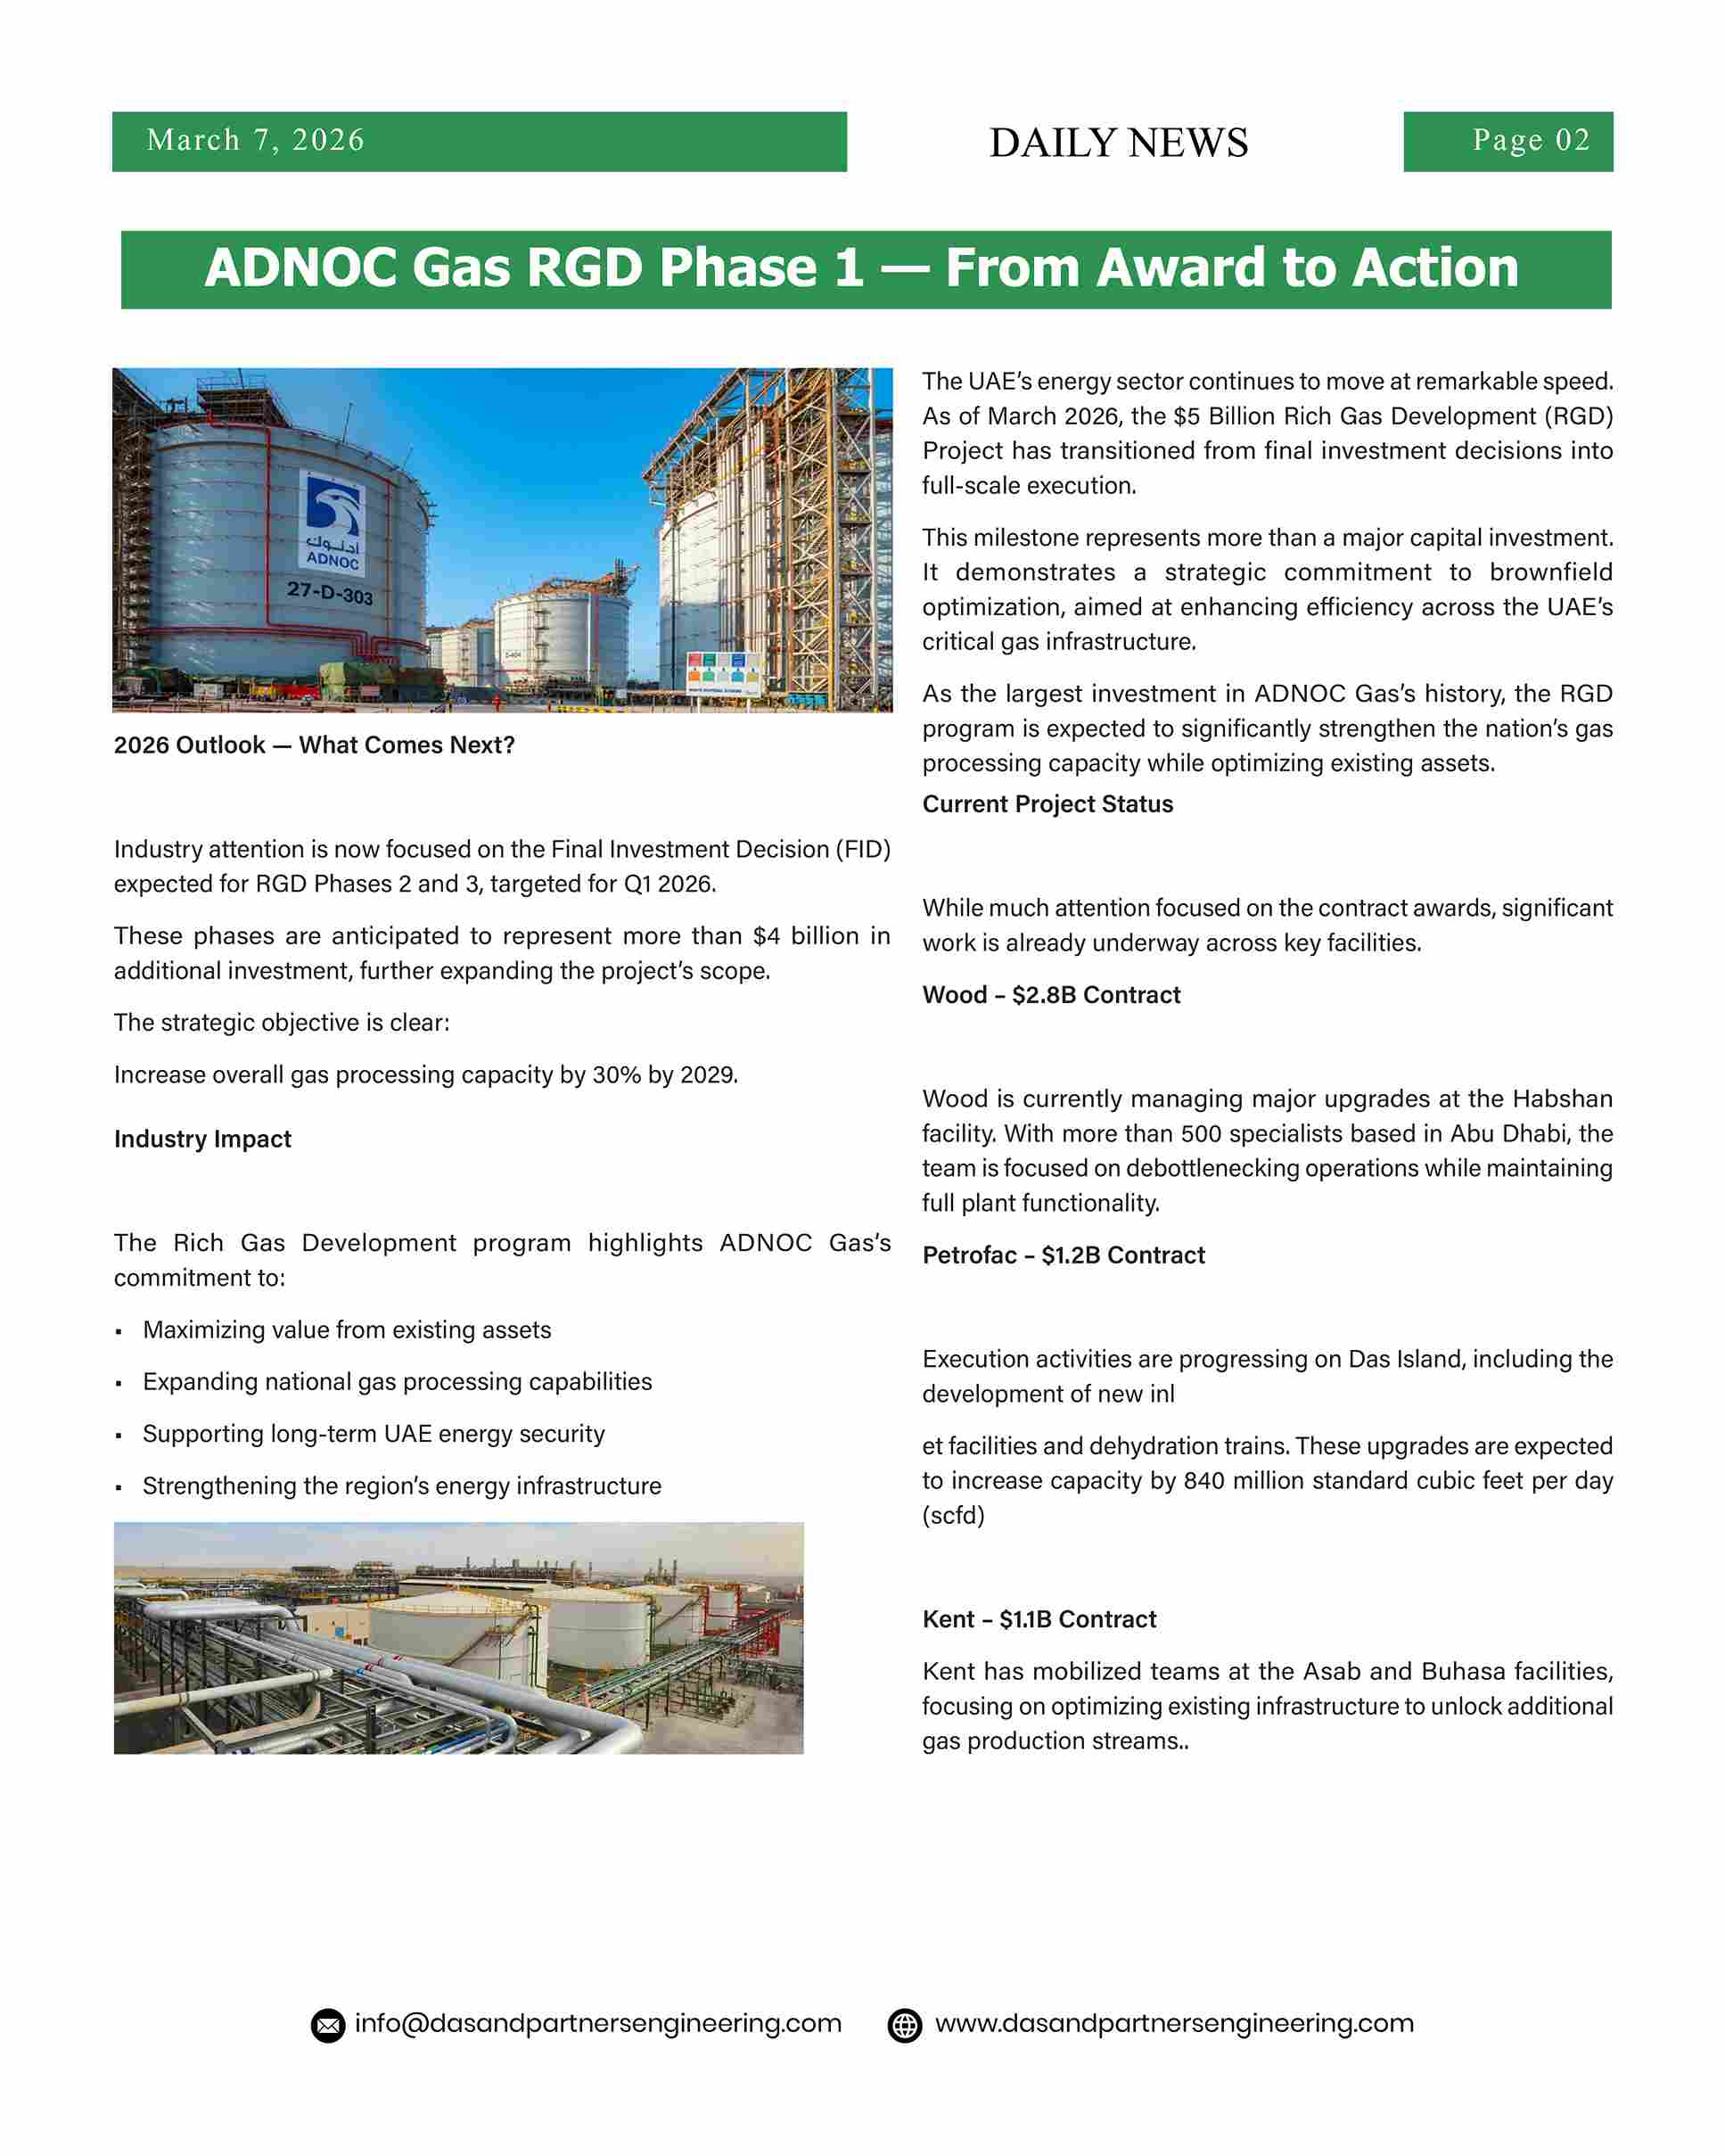 March 7, 2026
DAILY NEWS
Page 02
ADNOC Gas RGD Phase 1 — From Award to Action
أدنوك
ADNOC
27-D-303
2026 Outlook — What Comes Next?
Industry attention is now focused on the Final Investment Decision (FID)
expected for RGD Phases 2 and 3, targeted for Q1 2026.
These phases are anticipated to represent more than $4 billion in
additional investment, further expanding the project’s scope.
The strategic objective is clear:
Increase overall gas processing capacity by 30% by 2029.
Industry Impact
The Rich Gas Development program highlights ADNOC Gas’s
commitment to:
▪ Maximizing value from existing assets
▪ Expanding national gas processing capabilities
▪ Supporting long-term UAE energy security
▪ Strengthening the region’s energy infrastructure
The UAE’s energy sector continues to move at remarkable speed.
As of March 2026, the $5 Billion Rich Gas Development (RGD)
Project has transitioned from final investment decisions into
full-scale execution.
This milestone represents more than a major capital investment.
It demonstrates a strategic commitment to brownfield
optimization, aimed at enhancing efficiency across the UAE’s
critical gas infrastructure.
As the largest investment in ADNOC Gas’s history, the RGD
program is expected to significantly strengthen the nation’s gas
processing capacity while optimizing existing assets.
Current Project Status
While much attention focused on the contract awards, significant
work is already underway across key facilities.
Wood – $2.8B Contract
Wood is currently managing major upgrades at the Habshan
facility. With more than 500 specialists based in Abu Dhabi, the
team is focused on debottlenecking operations while maintaining
full plant functionality.
Petrofac – $1.2B Contract
Execution activities are progressing on Das Island, including the
development of new inl
et facilities and dehydration trains. These upgrades are expected
to increase capacity by 840 million standard cubic feet per day
(scfd)
Kent – $1.1B Contract
Kent has mobilized teams at the Asab and Buhasa facilities,
focusing on optimizing existing infrastructure to unlock additional
gas production streams..
info@dasandpartnersengineering.com
www.dasandpartnersengineering.com